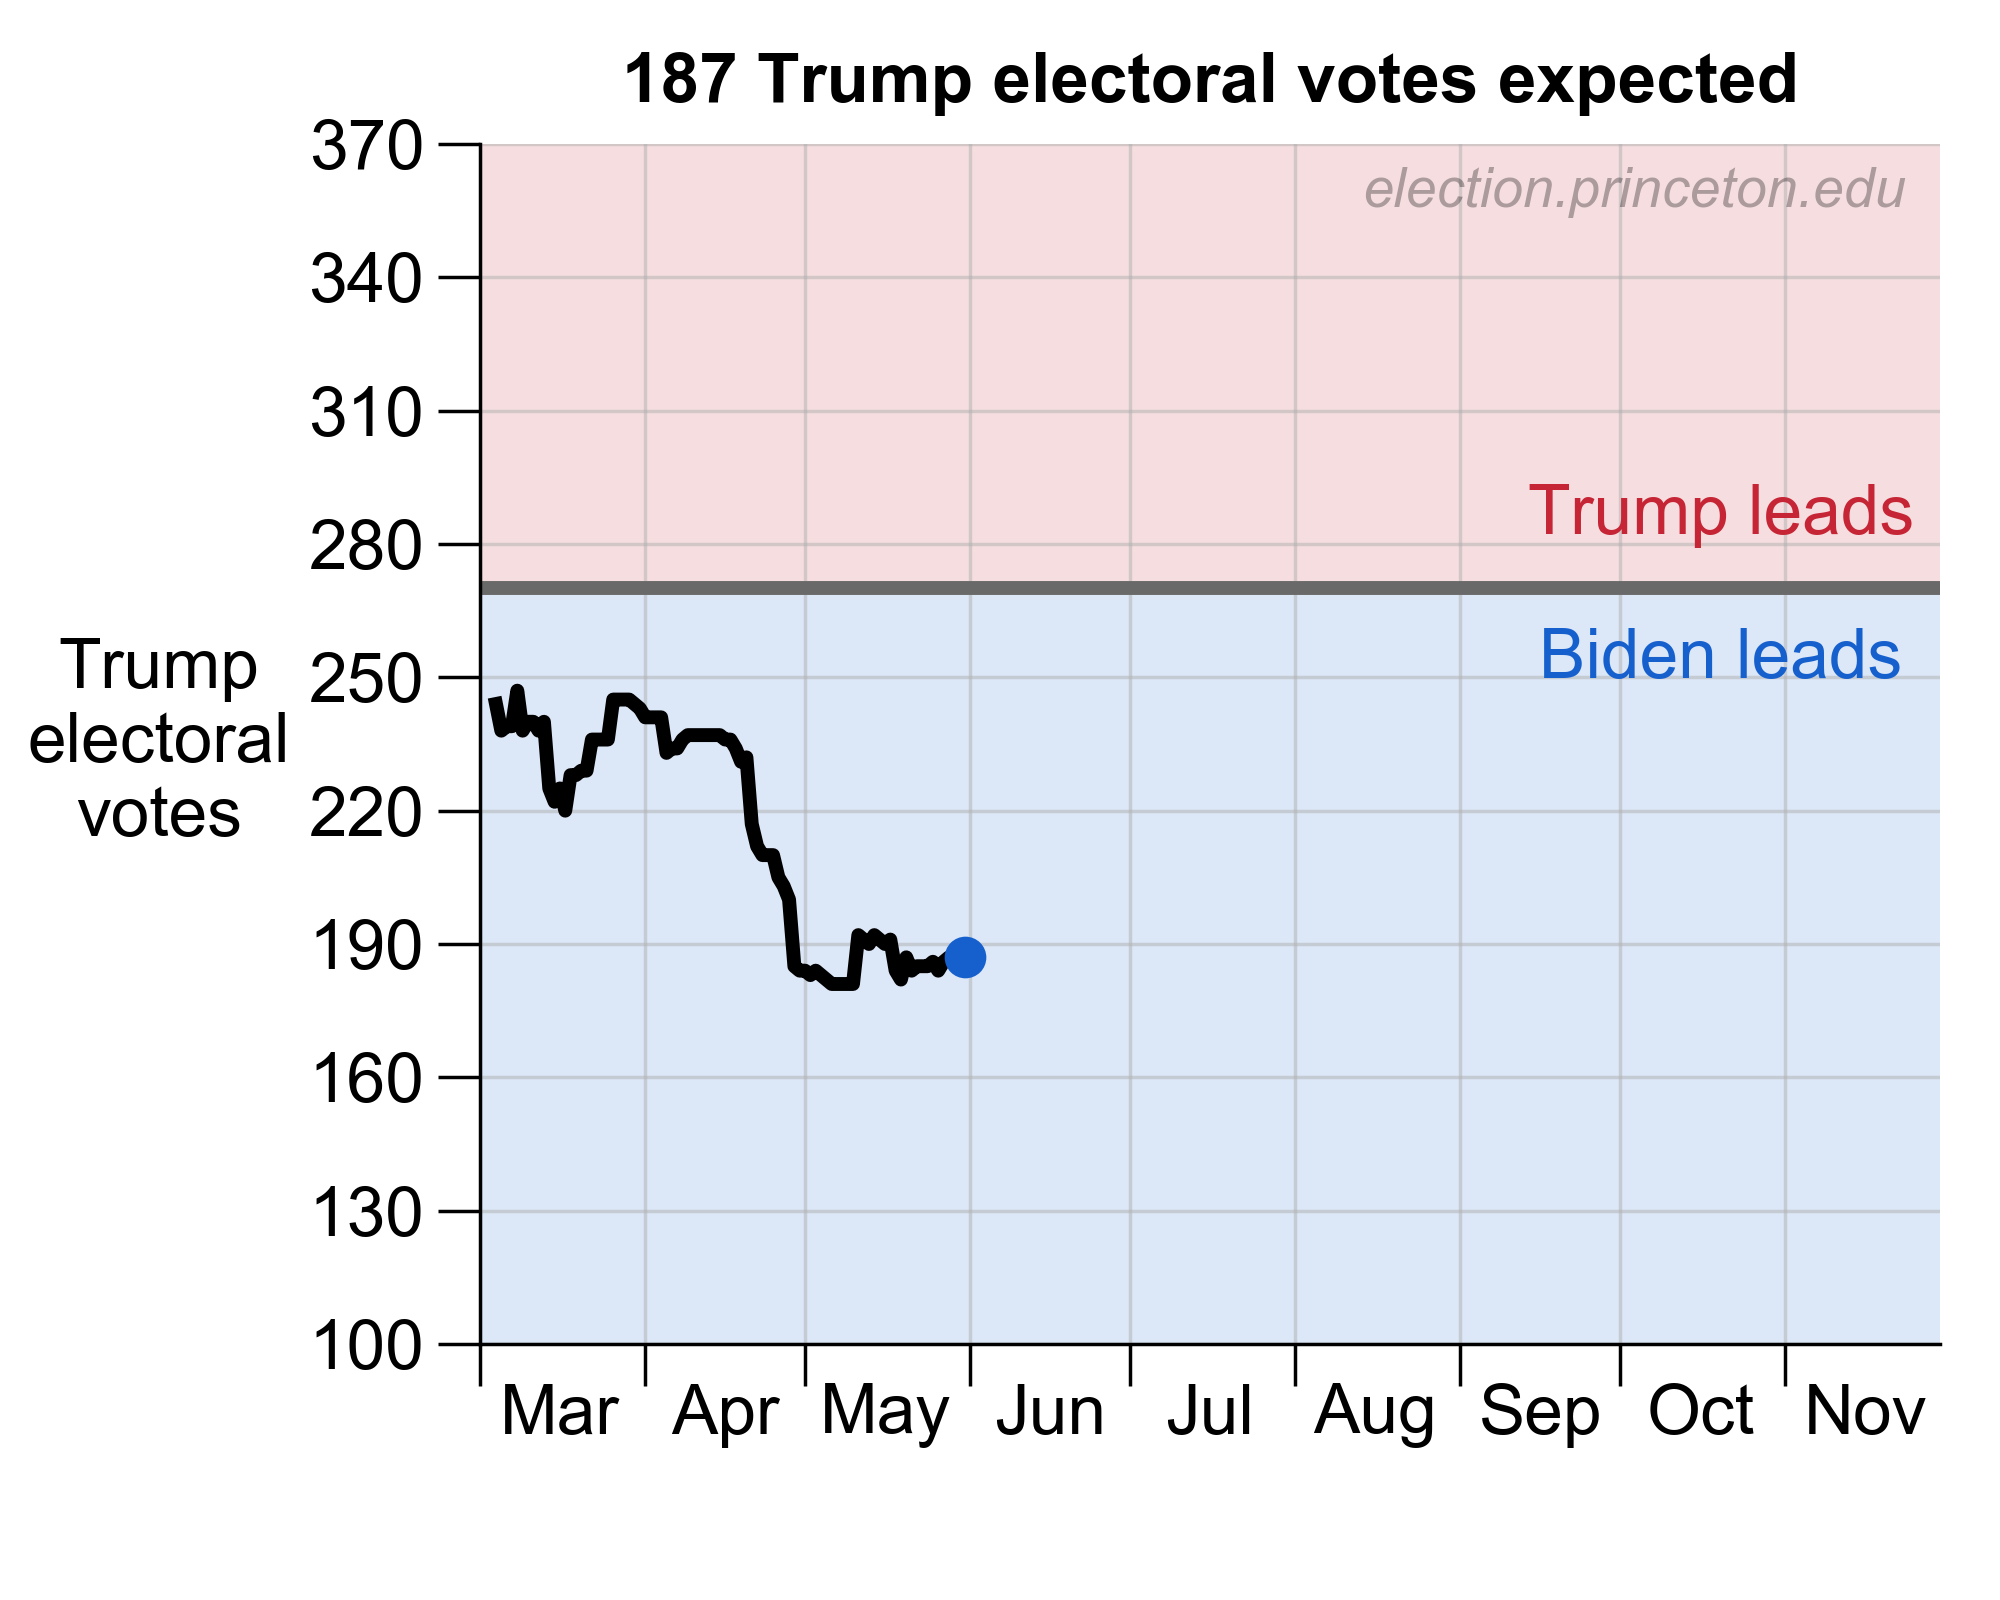 187 Trump electoral votes expected
370
election.princeton.edu
340
310
Trump leads
280
Biden leads
250
Trump
electoral
votes
220
190
160
130
100
Mar Apr May Jun Jul Aug Sep Oct Nov